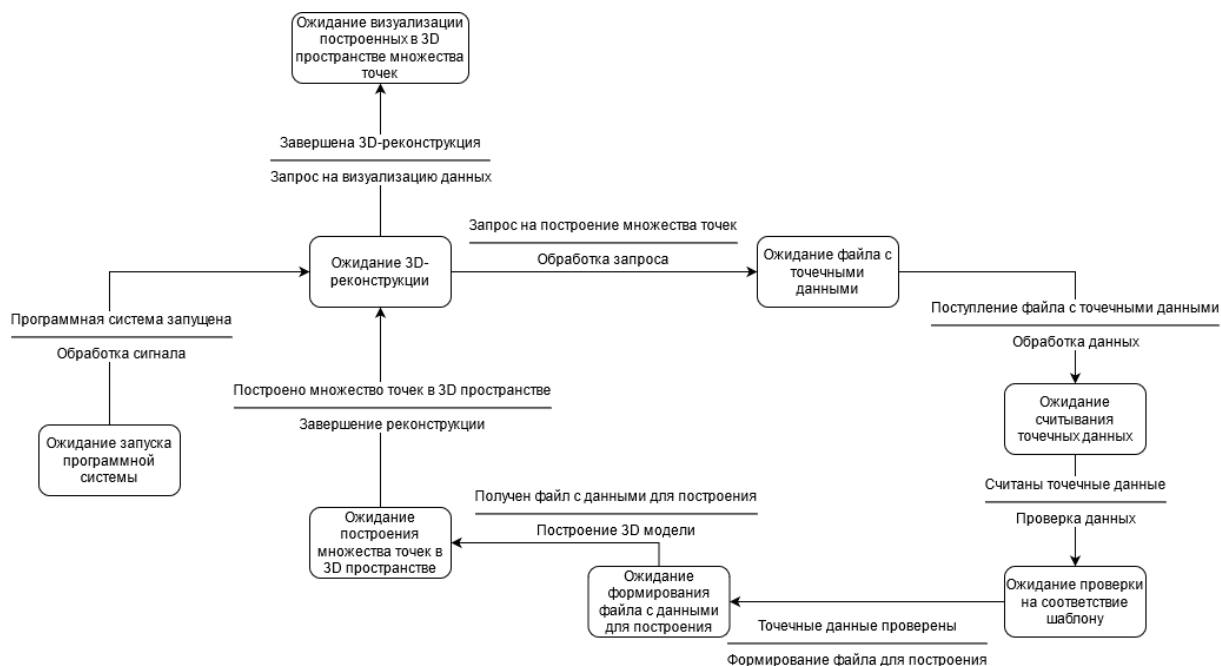 Ожидание визуализации
построенных в 3D
пространстве множества
точек
Завершена 3D-реконструкция
Запрос на визуализацию данных
Запрос на построение множества точек
Ожидание 3D-
реконструкции
Обработка запроса
Ожидание файла с
точечными
данными
Программная система запущена
Обработка сигнала
Поступление файла с точечными данными
Обработка данных
Построено множество точек в 3D пространстве
Завершение реконструкции
Ожидание
считывания
точечных данных
Ожидание запуска
программной
системы
Считаны точечные данные
Проверка данных
Получен файл с данными для построения
Построение 3D модели
Ожидание
построения
множества точек в
3D пространстве
Ожидание
формирования
файла с данными
для построения
Ожидание проверки
на соответствие
шаблону
Точечные данные проверены
Формирование файла для построения